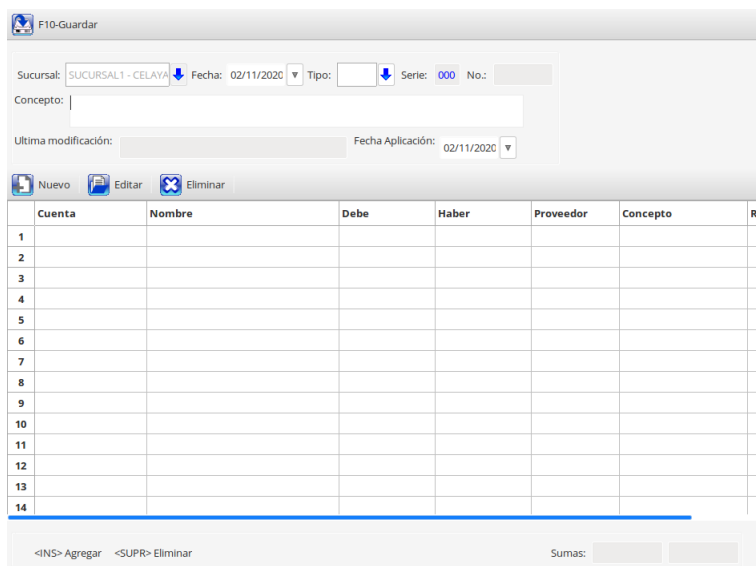 F10-Guardar
Sucursal: SUCURSAL1 - CELAYA Fecha: 02/11/2020 Tipo: Serie: 000 No.:
Concepto:
Ultima modificación: Fecha Aplicación: 02/11/2020
Nuevo Editar Eliminar
Cuenta Nombre Debe Haber Proveedor Concepto R
1
2
3
4
5
6
7
8
9
10
11
12
13
14
<INS> Agregar <SUPR> Eliminar Sumas: